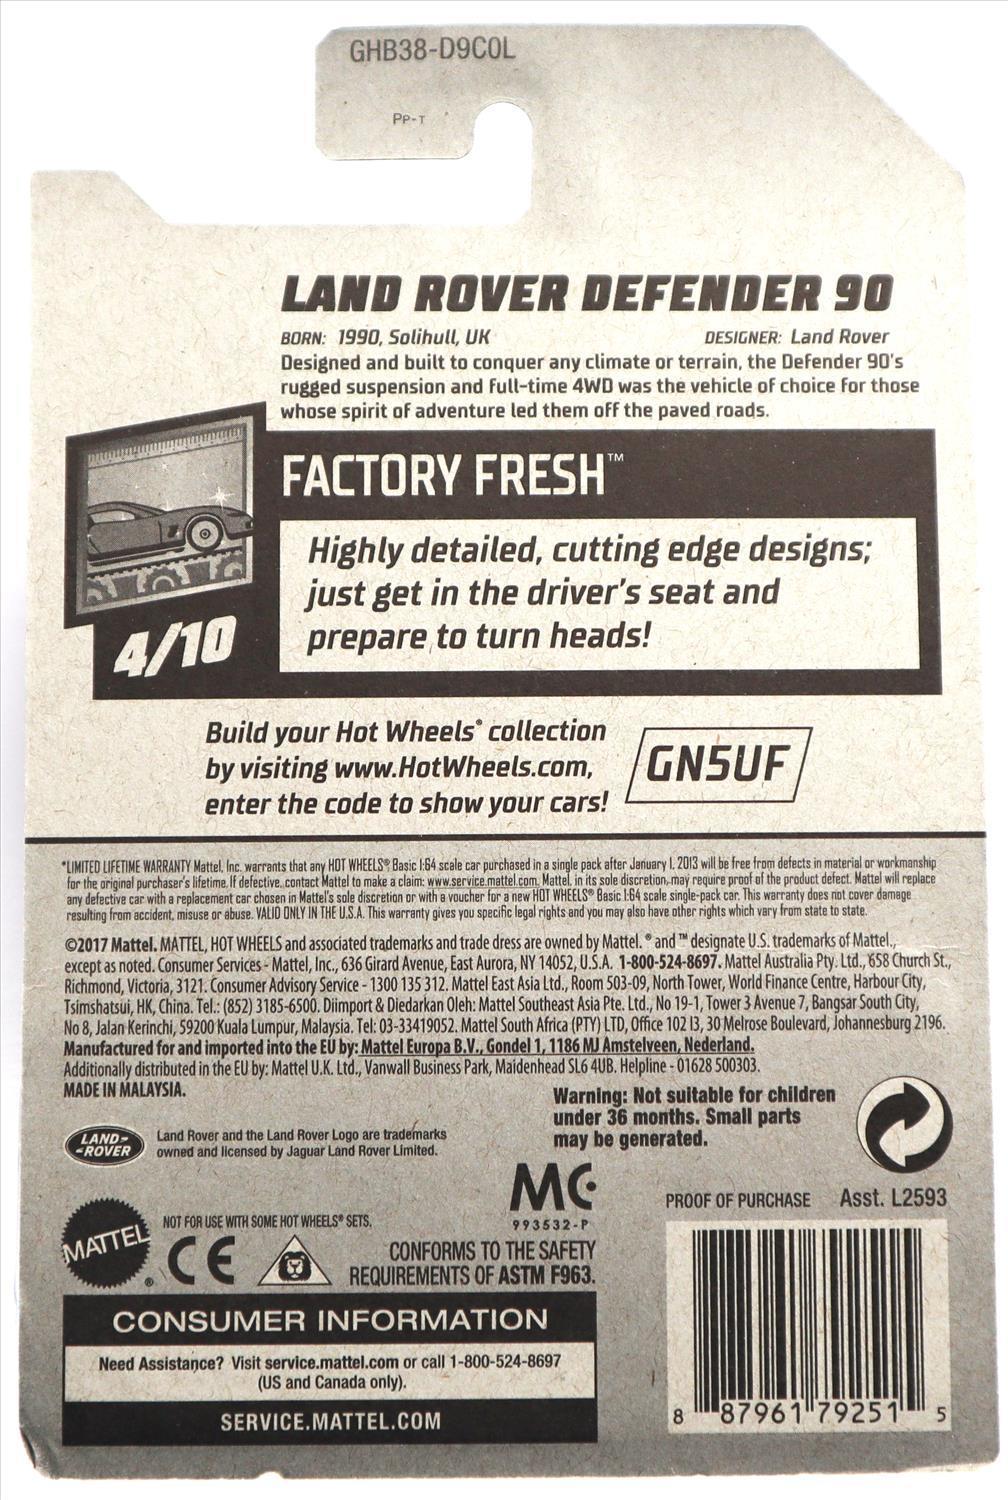 GHB38-D9C0L
PP-T
LAND ROVER DEFENDER 90
BORN: 1990, Solihull, UK DESIGNER: Land Rover
Designed and built to conquer any climate or terrain, the Defender 90's
rugged suspension and full-time 4WD was the vehicle of choice for those
whose spirit of adventure led them off the paved roads.
FACTORY FRESH™
Highly detailed, cutting edge designs;
just get in the driver's seat and
prepare to turn heads!
4/10
Build your Hot Wheels® collection
by visiting www.HotWheels.com,
enter the code to show your cars!
GN5UF
*LIMITED LIFETIME WARRANTY Mattel, Inc. warrants that any HOT WHEELS® Basic 1:64 scale car purchased in a single pack after January 1, 2013 will be free from defects in material or workmanship
for the original purchaser's lifetime. If defective, contact Mattel to make a claim: www.service.mattel.com. Mattel, in its sole discretion, may require proof of the product defect. Mattel will replace
any defective car with a replacement car chosen in Mattel's sole discretion or with a voucher for a new HOT WHEELS® Basic 1:64 scale single-pack car. This warranty does not cover damage
resulting from accident, misuse or abuse. VALID ONLY IN THE U.S.A. This warranty gives you specific legal rights and you may also have other rights which vary from state to state.
©2017 Mattel. MATTEL, HOT WHEELS and associated trademarks and trade dress are owned by Mattel. ® and ™ designate U.S. trademarks of Mattel.,
except as noted. Consumer Services - Mattel, Inc., 636 Girard Avenue, East Aurora, NY 14052, U.S.A. 1-800-524-8697. Mattel Australia Pty. Ltd., 658 Church St.,
Richmond, Victoria, 3121. Consumer Advisory Service - 1300 135 312. Mattel East Asia Ltd., Room 503-09, North Tower, World Finance Centre, Harbour City,
Tsimshatsui, HK, China. Tel.: (852) 3185-6500. Diimport & Diedarkan Oleh: Mattel Southeast Asia Pte. Ltd., No 19-1, Tower 3 Avenue 7, Bangsar South City,
No 8, Jalan Kerinchi, 59200 Kuala Lumpur, Malaysia. Tel: 03-33419052. Mattel South Africa (PTY) LTD, Office 102 I3, 30 Melrose Boulevard, Johannesburg 2196.
Manufactured for and imported into the EU by: Mattel Europa B.V., Gondel 1, 1186 MJ Amstelveen, Nederland.
Additionally distributed in the EU by: Mattel U.K. Ltd., Vanwall Business Park, Maidenhead SL6 4UB. Helpline - 01628 500303.
MADE IN MALAYSIA.
Warning: Not suitable for children
under 36 months. Small parts
may be generated.
LAND-
-ROVER
Land Rover and the Land Rover Logo are trademarks
owned and licensed by Jaguar Land Rover Limited.
MC
993532-P
PROOF OF PURCHASE Asst. L2593
MATTEL®
NOT FOR USE WITH SOME HOT WHEELS® SETS.
CE
CONFORMS TO THE SAFETY
REQUIREMENTS OF ASTM F963.
CONSUMER INFORMATION
Need Assistance? Visit service.mattel.com or call 1-800-524-8697
(US and Canada only).
SERVICE.MATTEL.COM
8 87961 79251 5